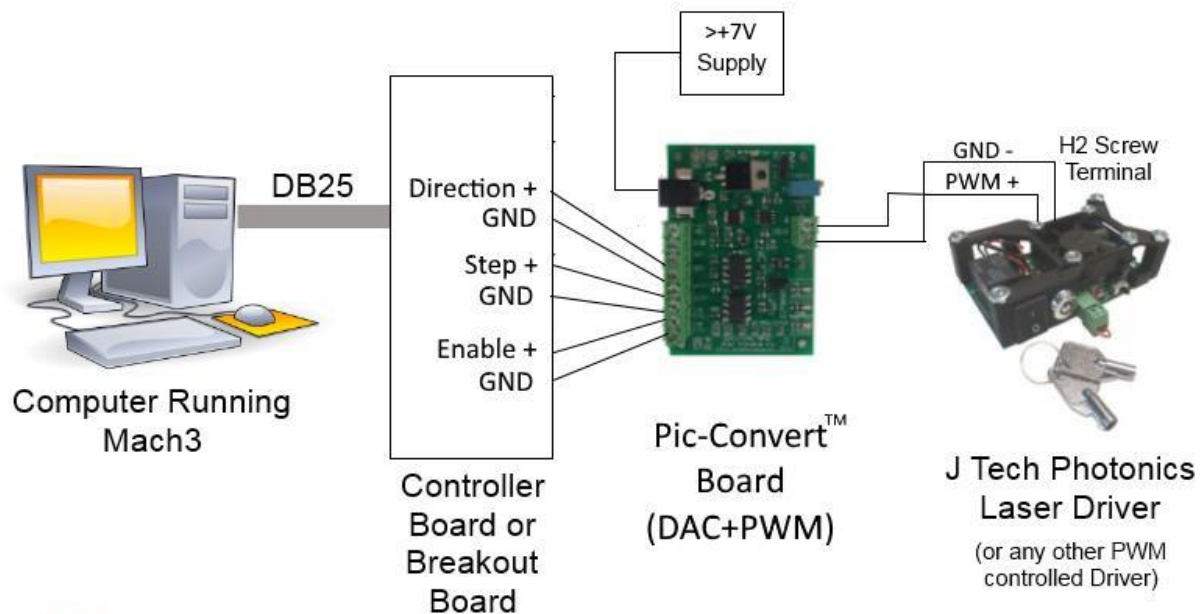 >+7V
Supply
DB25
Direction +
GND
Step +
GND
Enable +
GND
GND -
PWM +
H2 Screw
Terminal
Computer Running
Mach3
Controller
Board or
Breakout
Board
Pic-Convert™
Board
(DAC+PWM)
J Tech Photonics
Laser Driver
(or any other PWM
controlled Driver)